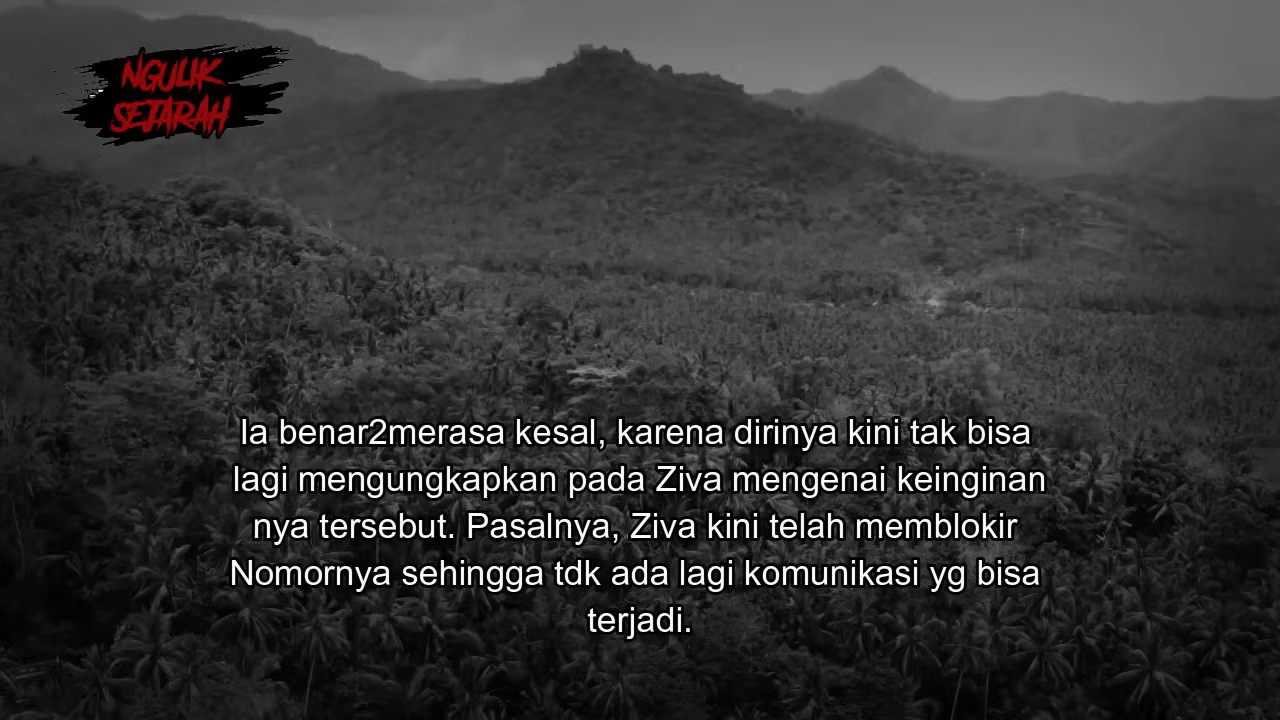 NGULIK
SEJARAH
Ia benar2merasa kesal, karena dirinya kini tak bisa
lagi mengungkapkan pada Ziva mengenai keinginan
nya tersebut. Pasalnya, Ziva kini telah memblokir
Nomornya sehingga tdk ada lagi komunikasi yg bisa
terjadi.